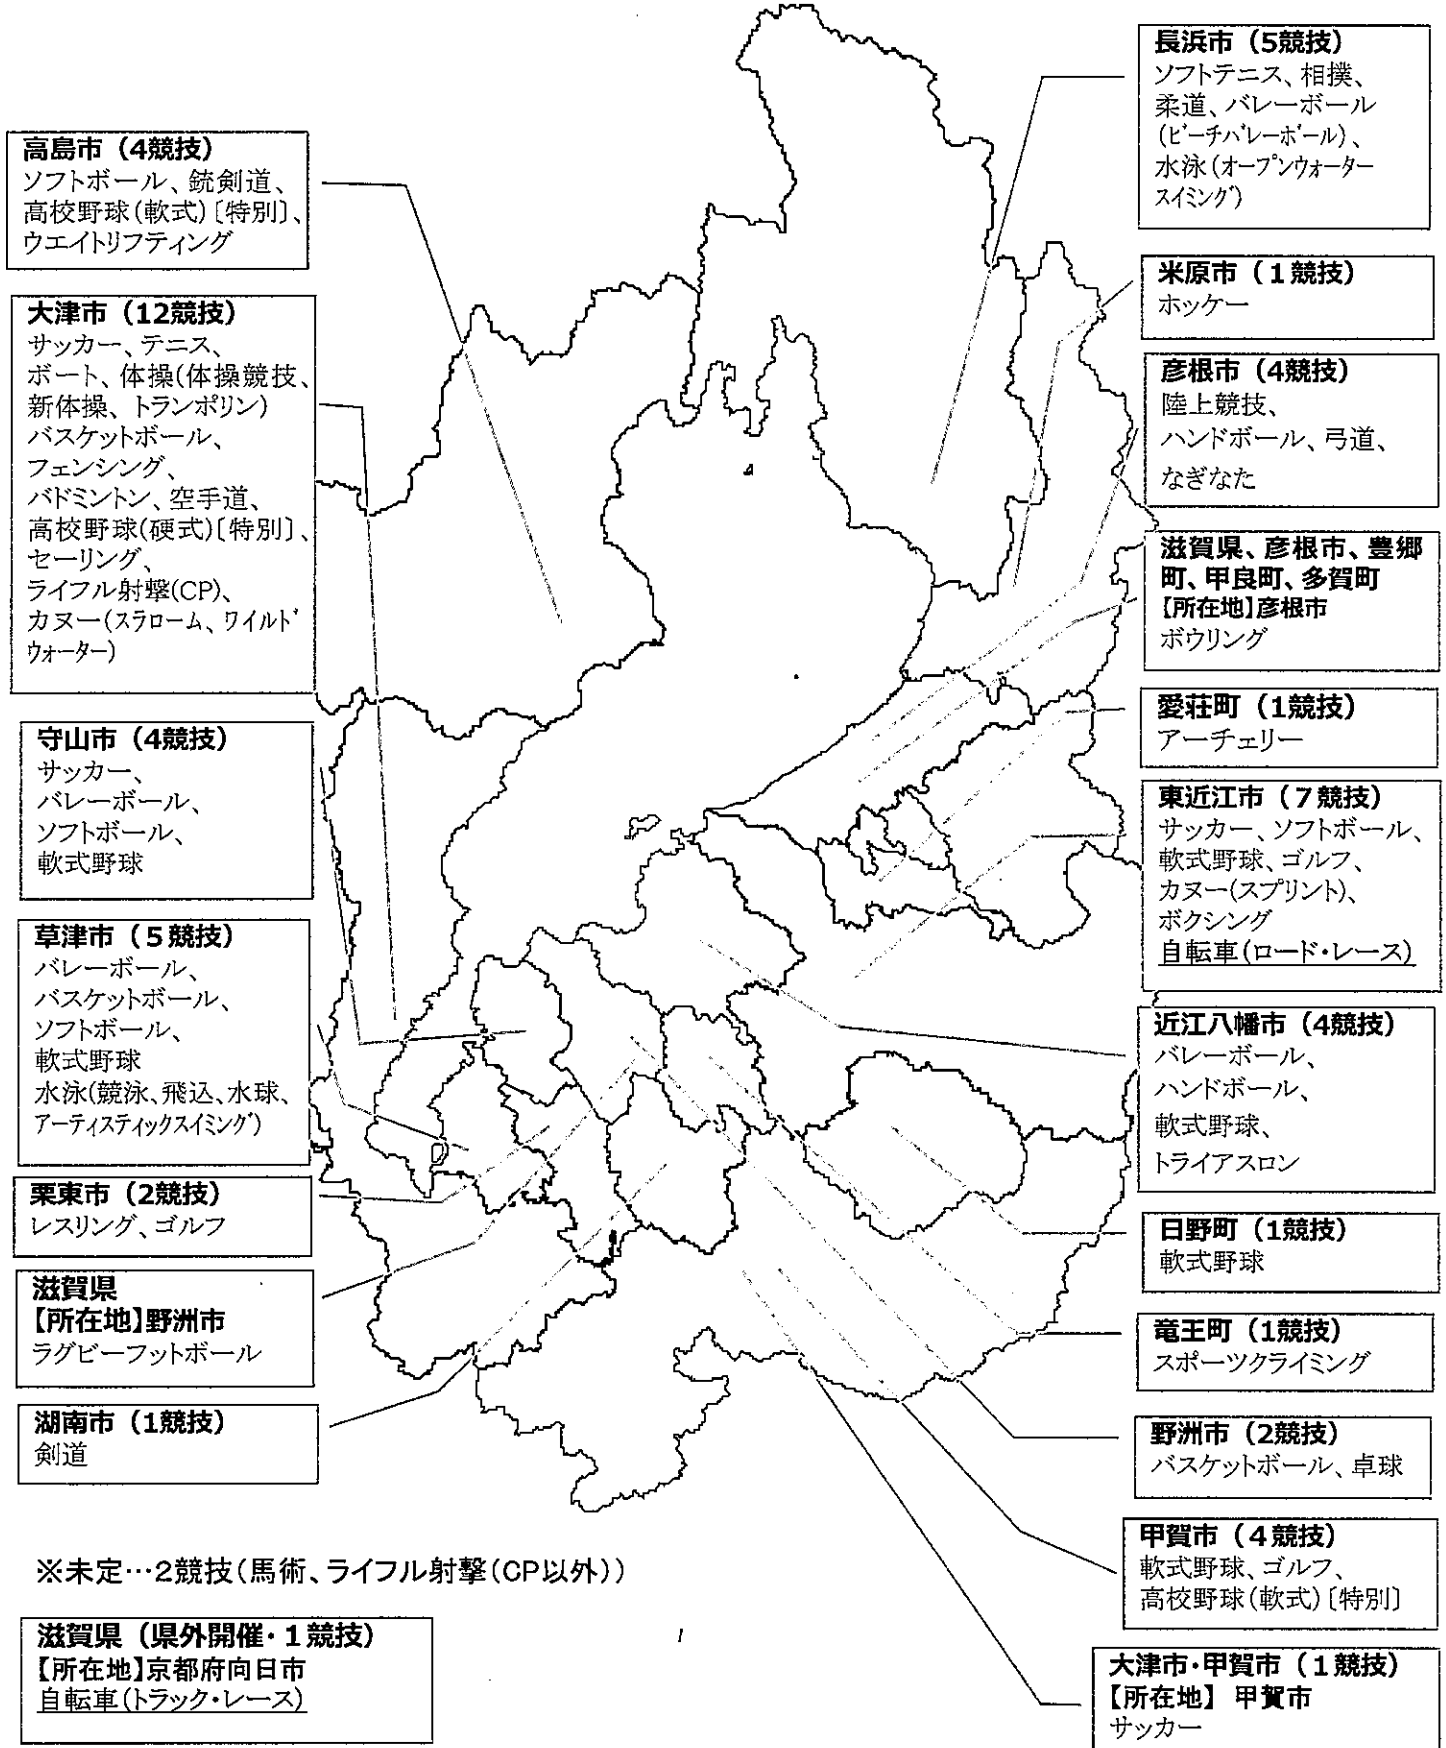 高島市（4競技）
ソフトボール、銃剣道、
高校野球(軟式)〔特別〕、
ウエイトリフティング
大津市（12競技）
サッカー、テニス、
ボート、体操(体操競技、
新体操、トランポリン)
バスケットボール、
フェンシング、
バドミントン、空手道、
高校野球(硬式)〔特別〕、
セーリング、
ライフル射撃(CP)、
カヌー(スラローム、ワイルド
ウォーター)
守山市（4競技）
サッカー、
バレーボール、
ソフトボール、
軟式野球
草津市（5競技）
バレーボール、
バスケットボール、
ソフトボール、
軟式野球
水泳(競泳、飛込、水球、
アーティスティックスイミング)
栗東市（2競技）
レスリング、ゴルフ
滋賀県
【所在地】野洲市
ラグビーフットボール
湖南市（1競技）
剣道
※未定…2競技(馬術、ライフル射撃(CP以外))
滋賀県（県外開催・1競技）
【所在地】京都府向日市
自転車(トラック・レース)
長浜市（5競技）
ソフトテニス、相撲、
柔道、バレーボール
(ビーチバレーボール)、
水泳(オープンウォーター
スイミング)
米原市（1競技）
ホッケー
彦根市（4競技）
陸上競技、
ハンドボール、弓道、
なぎなた
滋賀県、彦根市、豊郷
町、甲良町、多賀町
【所在地】彦根市
ボウリング
愛荘町（1競技）
アーチェリー
東近江市（7競技）
サッカー、ソフトボール、
軟式野球、ゴルフ、
カヌー(スプリント)、
ボクシング
自転車(ロード・レース)
近江八幡市（4競技）
バレーボール、
ハンドボール、
軟式野球、
トライアスロン
日野町（1競技）
軟式野球
竜王町（1競技）
スポーツクライミング
野洲市（2競技）
バスケットボール、卓球
甲賀市（4競技）
軟式野球、ゴルフ、
高校野球(軟式)〔特別〕
大津市・甲賀市（1競技）
【所在地】 甲賀市
サッカー
1